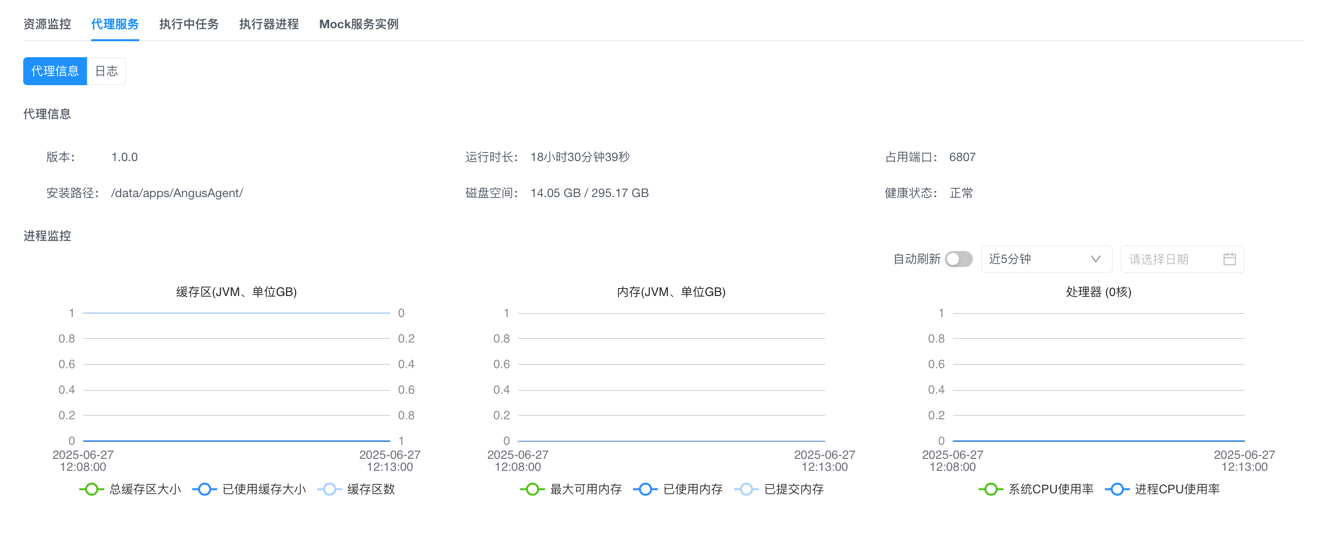 资源监控 代理服务 执行中任务 执行器进程 Mock服务实例
代理信息 日志
代理信息
版本： 1.0.0 运行时长： 18小时30分钟39秒 占用端口： 6807
安装路径： /data/apps/AngusAgent/ 磁盘空间： 14.05 GB / 295.17 GB 健康状态： 正常
进程监控
自动刷新 近5分钟 请选择日期
缓存区(JVM、单位GB) 内存(JVM、单位GB) 处理器 (0核)
1 0 1 1
0.8 0.2 0.8 0.8
0.6 0.4 0.6 0.6
0.4 0.6 0.4 0.4
0.2 0.8 0.2 0.2
0 1 0 0
2025-06-27 2025-06-27 2025-06-27 2025-06-27 2025-06-27 2025-06-27
12:08:00 12:13:00 12:08:00 12:13:00 12:08:00 12:13:00
总缓存区大小 已使用缓存大小 缓存区数 最大可用内存 已使用内存 已提交内存 系统CPU使用率 进程CPU使用率